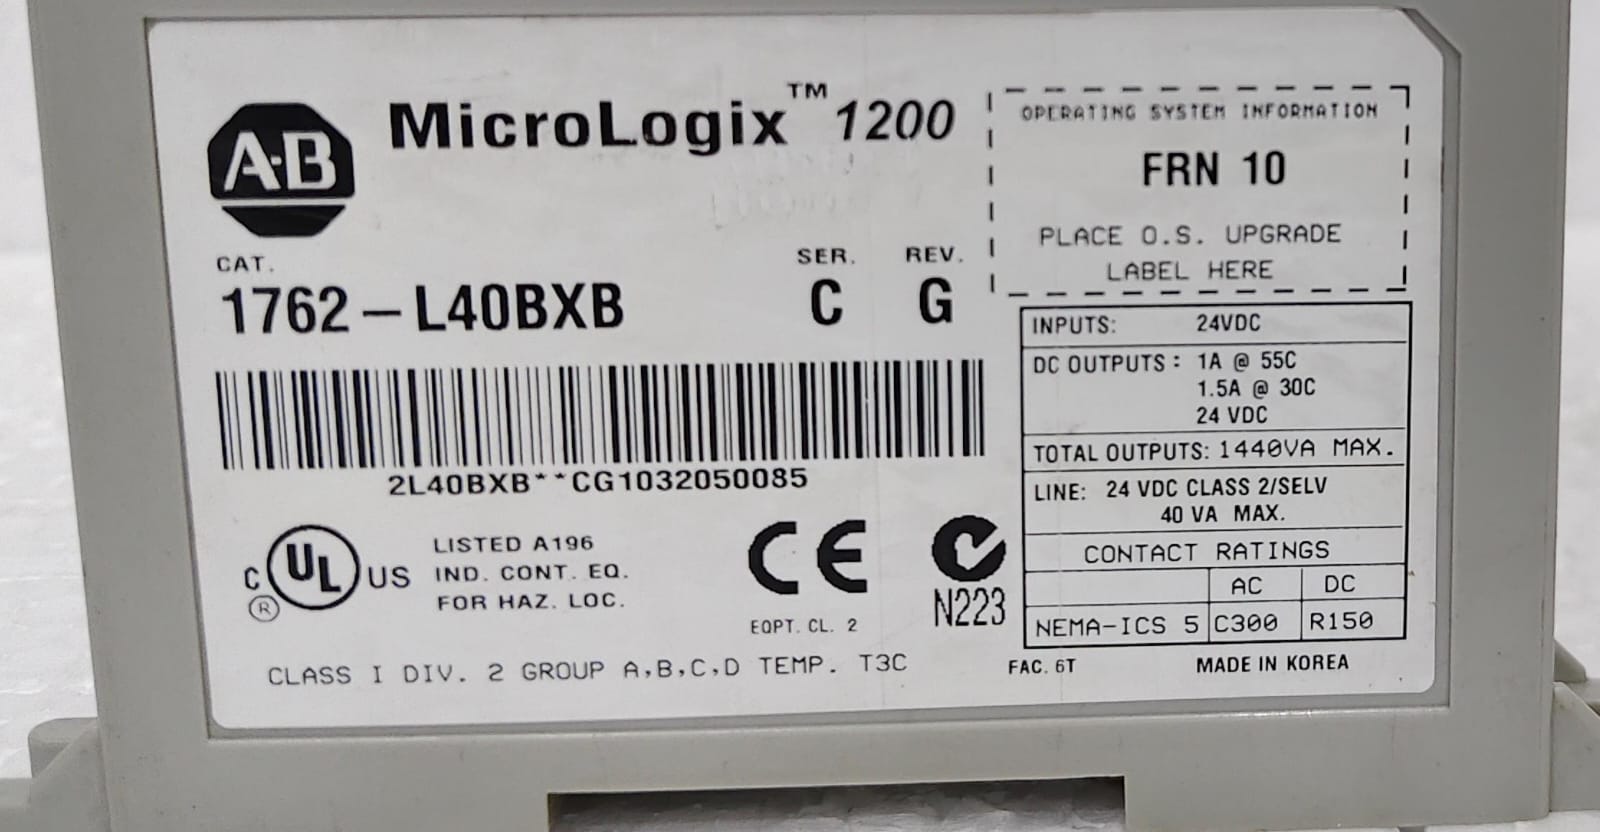 A-B
MicroLogix™ 1200
CAT.
SER.
REV.
1762-L40BXB
C
G
2L40BXB**CG1032050085
C UL US
®
LISTED A196
IND. CONT. EQ.
FOR HAZ. LOC.
CE
EQPT. CL. 2
N223
CLASS I DIV. 2 GROUP A,B,C,D TEMP. T3C
OPERATING SYSTEM INFORMATION
FRN 10
PLACE O.S. UPGRADE
LABEL HERE
INPUTS: 24VDC
DC OUTPUTS: 1A @ 55C
1.5A @ 30C
24 VDC
TOTAL OUTPUTS: 1440VA MAX.
LINE: 24 VDC CLASS 2/SELV
40 VA MAX.
CONTACT RATINGS
AC DC
NEMA-ICS 5 C300 R150
FAC. 6T
MADE IN KOREA